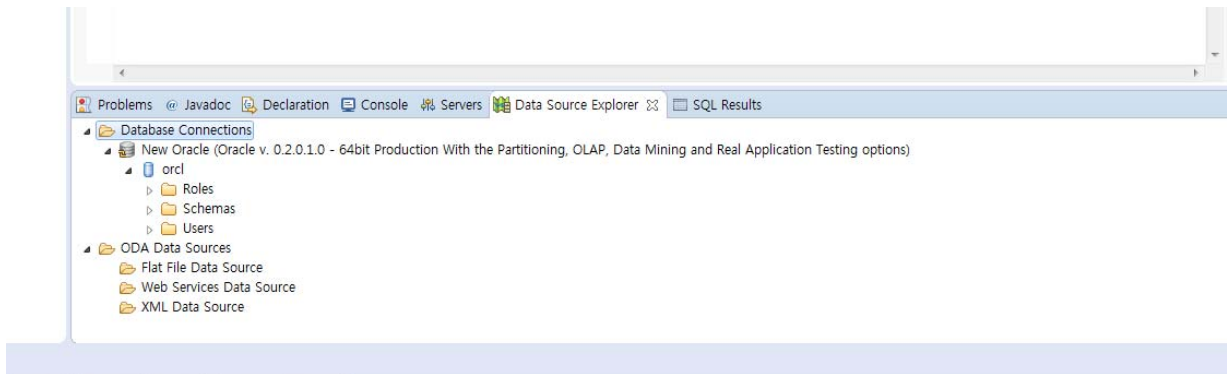 Problems @ Javadoc Declaration Console Servers Data Source Explorer SQL Results
Database Connections
New Oracle (Oracle v. 0.2.0.1.0 - 64bit Production With the Partitioning, OLAP, Data Mining and Real Application Testing options)
orcl
Roles
Schemas
Users
ODA Data Sources
Flat File Data Source
Web Services Data Source
XML Data Source